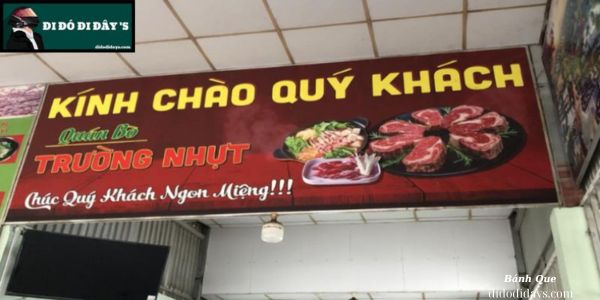 DI ĐÓ DI ĐÂY'S
didodidays.com
KÍNH CHÀO QUÝ KHÁCH
Quán Bò
TRƯỜNG NHỰT
Chúc Quý Khách Ngon Miệng!!!
Bánh Que
didodidays.com